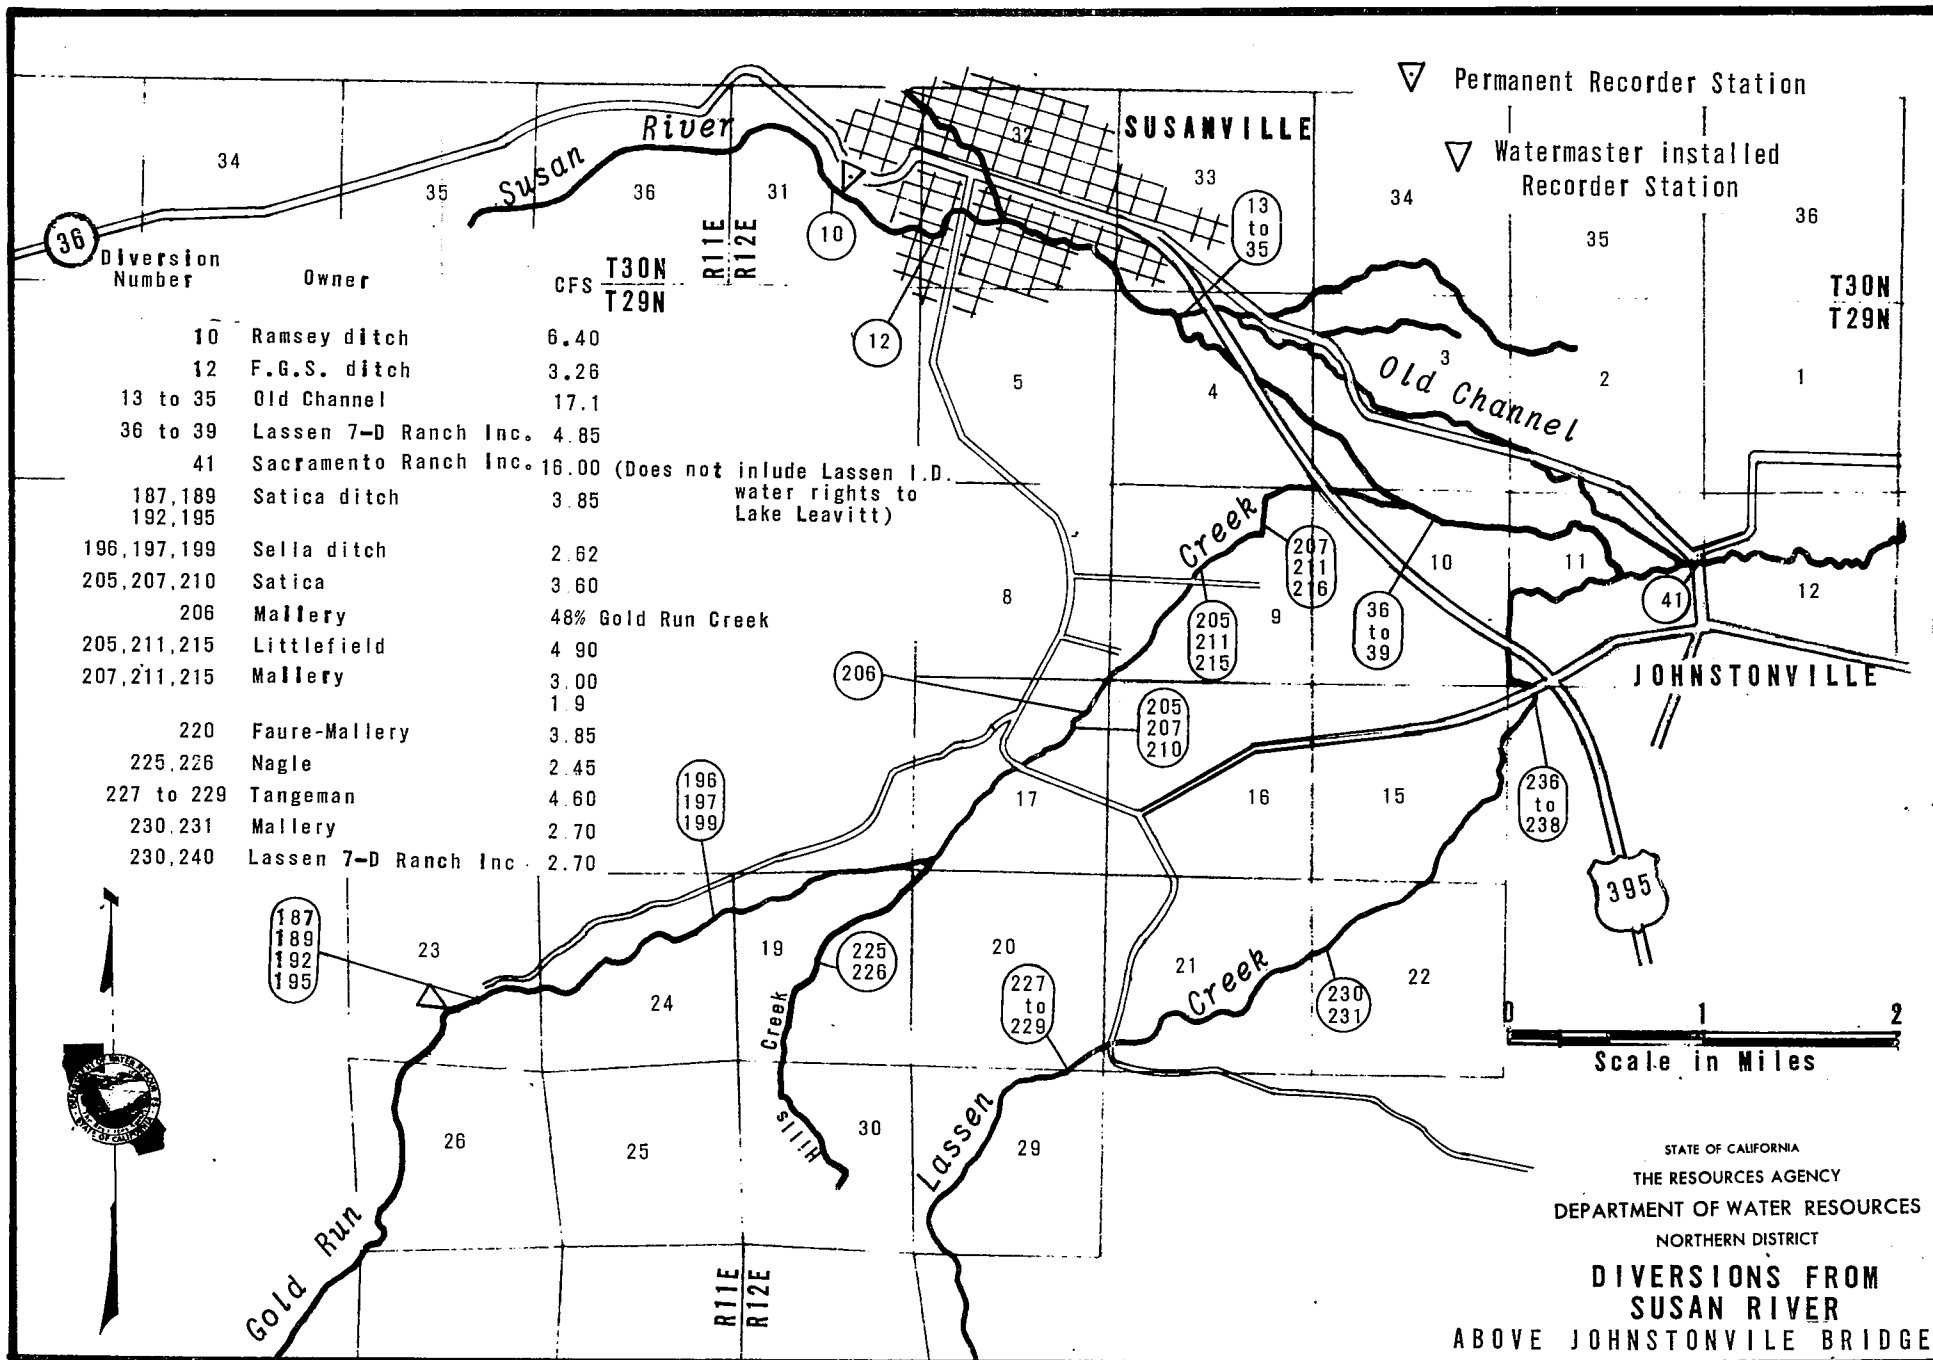 Permanent Recorder Station
Watermaster installed
Recorder Station
SUSANVILLE
River
Susan
36
34
35
36
31
32
33
34
35
36
R11E
R12E
T30N
T29N
T30N
T29N
10
12
13
to
35
Diversion
Number Owner CFS
10 Ramsey ditch 6.40
12 F.G.S. ditch 3.26
13 to 35 Old Channel 17.1
36 to 39 Lassen 7-D Ranch Inc. 4.85
41 Sacramento Ranch Inc. 16.00 (Does not inlude Lassen I.D.
water rights to
Lake Leavitt)
187,189 Satica ditch 3.85
192,195
196,197,199 Sella ditch 2.62
205,207,210 Satica 3.60
206 Mallery 48% Gold Run Creek
205,211,215 Littlefield 4 90
207,211,215 Mallery 3.00
1.9
220 Faure-Mallery 3.85
225,226 Nagle 2.45
227 to 229 Tangeman 4.60
230,231 Mallery 2.70
230,240 Lassen 7-D Ranch Inc 2.70
5
4
3
2
1
Old Channel
Creek
207
211
216
8
9
10
11
12
205
211
215
36
to
39
41
JOHNSTONVILLE
206
205
207
210
17
16
15
236
to
238
395
196
197
199
187
189
192
195
23
24
19
20
21
22
225
226
227
to
229
230
231
Creek
Creek
Hills
26
25
30
29
Lassen
Gold Run
R11E
R12E
0 1 2
Scale in Miles
DEPARTMENT OF WATER RESOURCES
STATE OF CALIFORNIA
STATE OF CALIFORNIA
THE RESOURCES AGENCY
DEPARTMENT OF WATER RESOURCES
NORTHERN DISTRICT
DIVERSIONS FROM
SUSAN RIVER
ABOVE JOHNSTONVILE BRIDGE